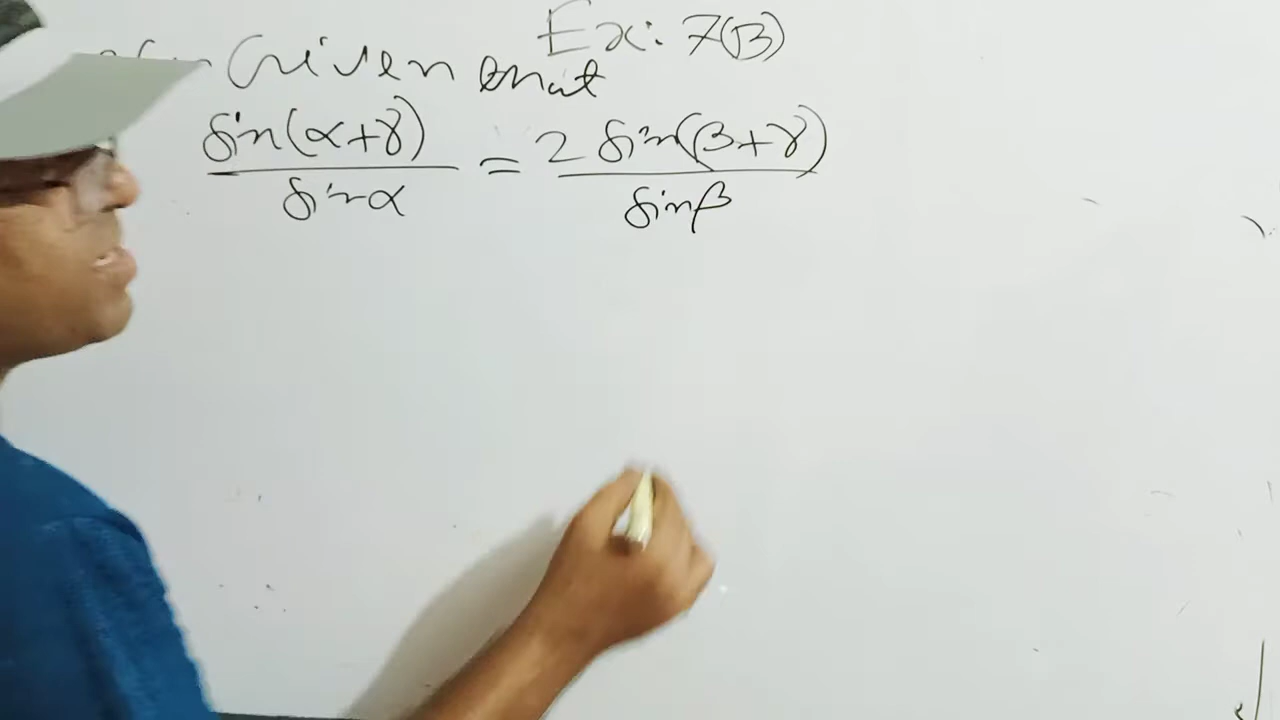 Ex: 7(B)
Given that
sin(α+γ)/sinα = 2 sin(β+γ)/sinβ